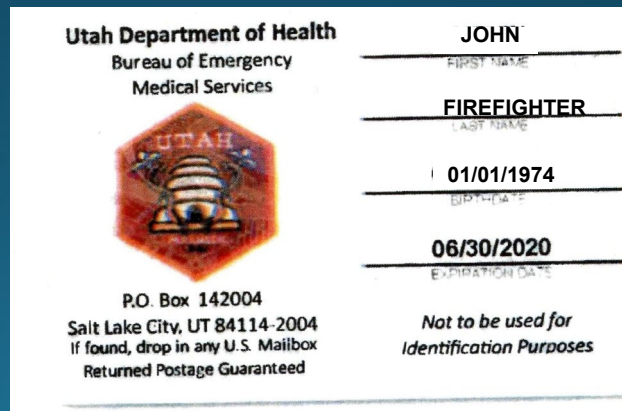 Utah Department of Health
Bureau of Emergency
Medical Services
UTAH
P.O. Box 142004
Salt Lake City, UT 84114-2004
If found, drop in any U.S. Mailbox
Returned Postage Guaranteed
JOHN
FIRST NAME
FIREFIGHTER
LAST NAME
01/01/1974
BIRTHDATE
06/30/2020
EXPIRATION DATE
Not to be used for
Identification Purposes